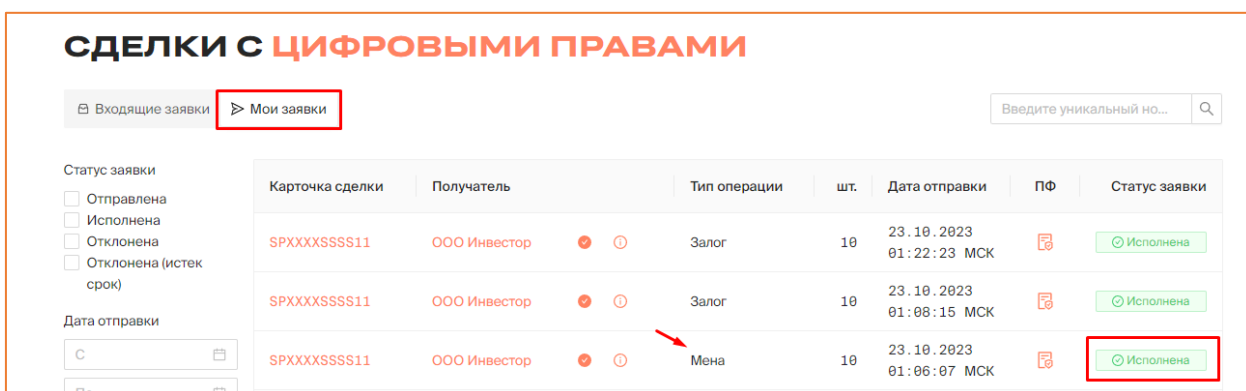 СДЕЛКИ С ЦИФРОВЫМИ ПРАВАМИ
Входящие заявки Мои заявки Введите уникальный но...
Статус заявки
Отправлена
Исполнена
Отклонена
Отклонена (истек
срок)
Дата отправки
С
Карточка сделки Получатель Тип операции шт. Дата отправки ПФ Статус заявки
SPXXXXSSSS11 ООО Инвестор Залог 10 23.10.2023 Исполнена
01:22:23 МСК
SPXXXXSSSS11 ООО Инвестор Залог 10 23.10.2023 Исполнена
01:08:15 МСК
SPXXXXSSSS11 ООО Инвестор Мена 10 23.10.2023 Исполнена
01:06:07 МСК